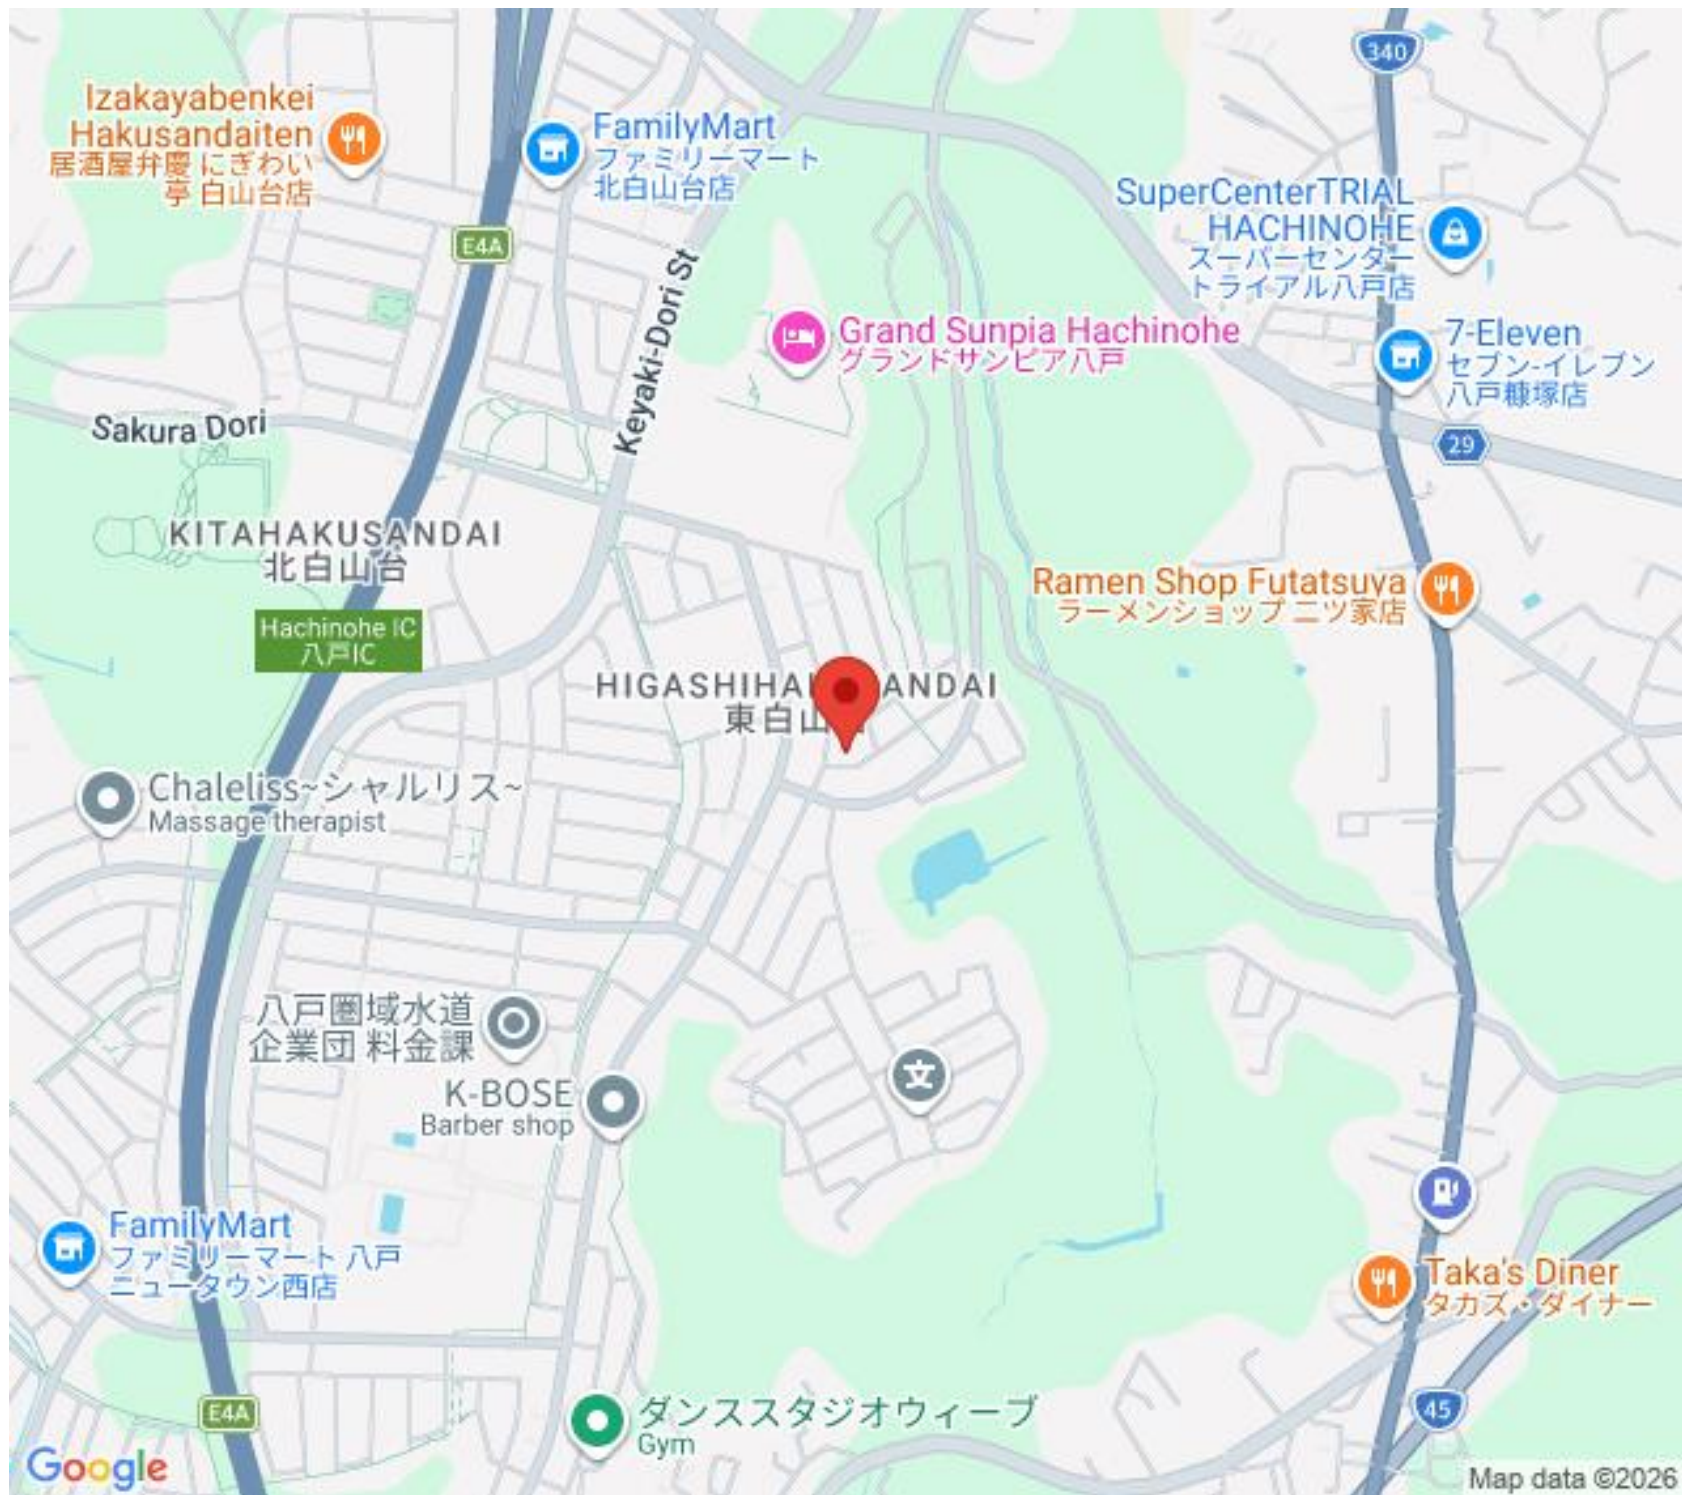 340
Izakayabenkei
Hakusandaiten
居酒屋弁慶 にぎわい
亭 白山台店
FamilyMart
ファミリーマート
北白山台店
SuperCenterTRIAL
HACHINOHE
スーパーセンター
トライアル八戸店
E4A
Keyaki-Dori St
Grand Sunpia Hachinohe
グランドサンピア八戸
7-Eleven
セブン-イレブン
八戸糠塚店
Sakura Dori
29
KITAHAKUSANDAI
北白山台
Ramen Shop Futatsuya
ラーメンショップ 二ツ家店
Hachinohe IC
八戸IC
HIGASHIHA ANDAI
東白山
Chaleliss~シャルリス~
Massage therapist
八戸圏域水道
企業団 料金課
文
K-BOSE
Barber shop
FamilyMart
ファミリーマート 八戸
ニュータウン西店
Taka's Diner
タカズ・ダイナー
E4A
45
ダンススタジオウィーブ
Gym
Google
Map data ©2026